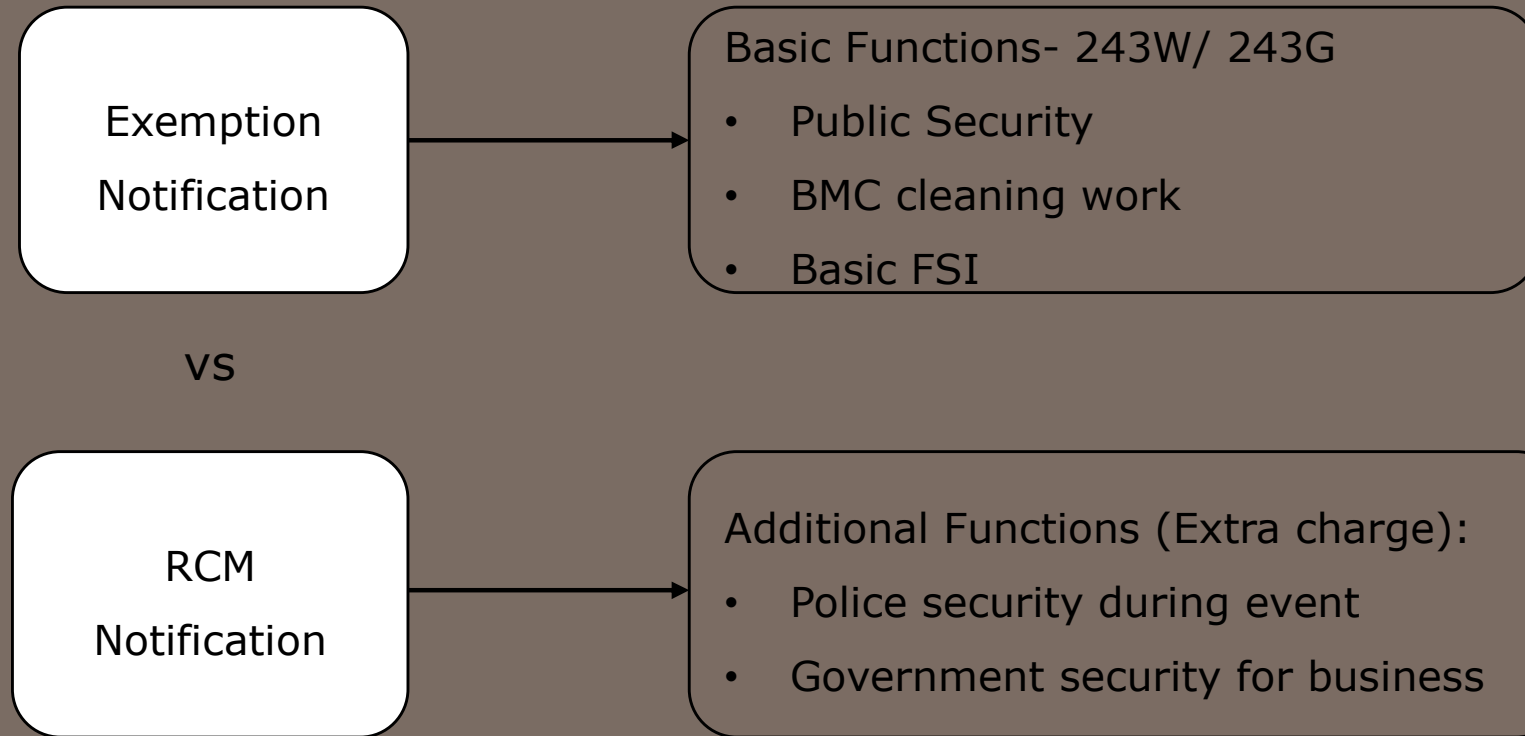 Exemption
Notification
Basic Functions- 243W/ 243G
• Public Security
• BMC cleaning work
• Basic FSI
vs
RCM
Notification
Additional Functions (Extra charge):
• Police security during event
• Government security for business